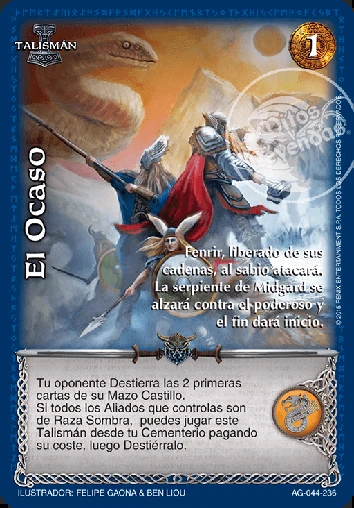 TALISMÁN
1
El Ocaso
Fenrir, liberado de sus
cadenas, al sabio atacará.
La serpiente de Midgard se
alzará contra el poderoso y
el fin dará inicio.
Tu oponente Destierra las 2 primeras
cartas de su Mazo Castillo.
Si todos los Aliados que controlas son
de Raza Sombra, puedes jugar este
Talismán desde tu Cementerio pagando
su coste, luego Destiérralo.
ILUSTRADOR: FELIPE GAONA & BEN LIOU
AG-044-236